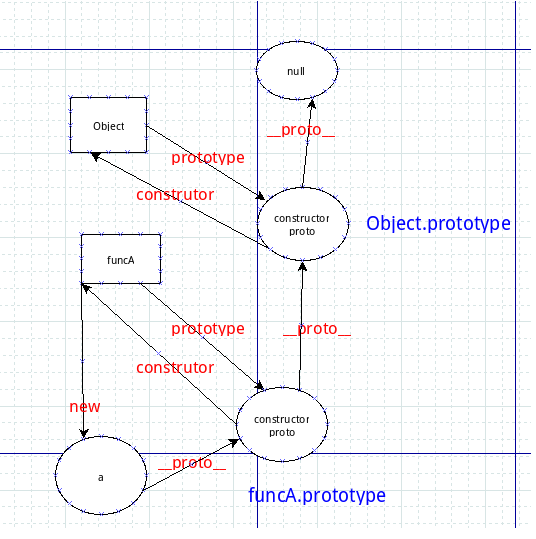 null
Object
__proto__
prototype
construtor
constructor
proto
Object.prototype
funcA
prototype
__proto__
construtor
new
constructor
proto
__proto__
a
funcA.prototype